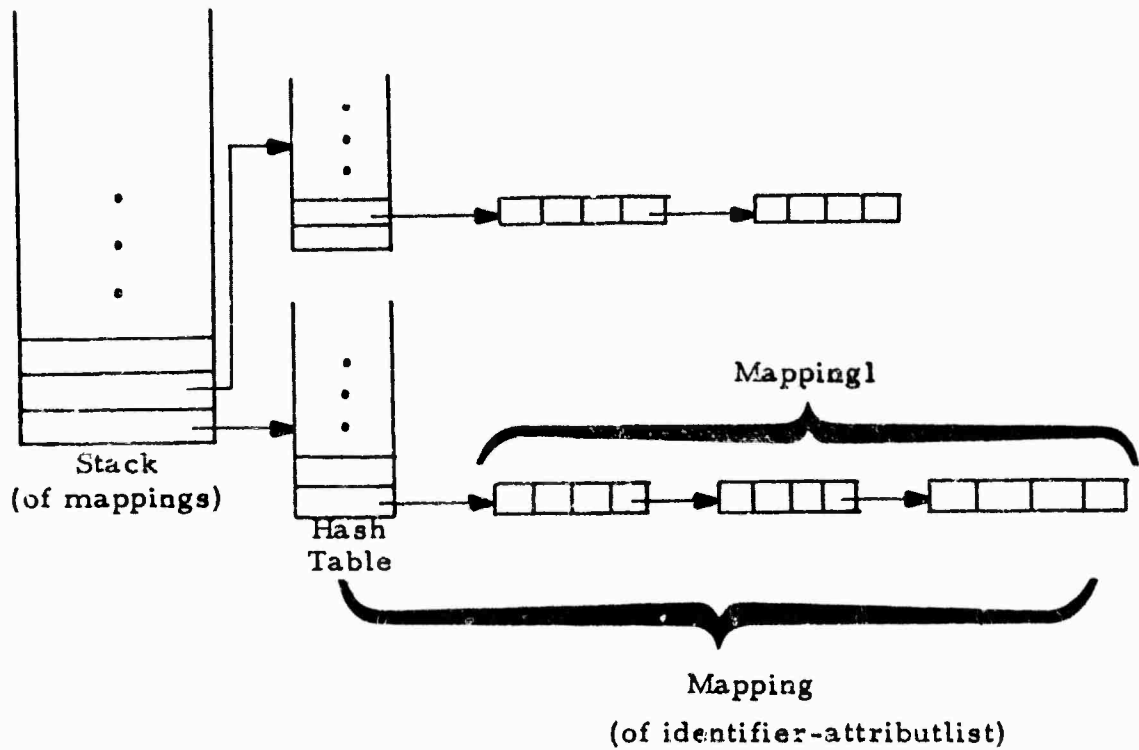 Mapping1
Stack
(of mappings)
Hash
Table
Mapping
(of identifier-attributlist)